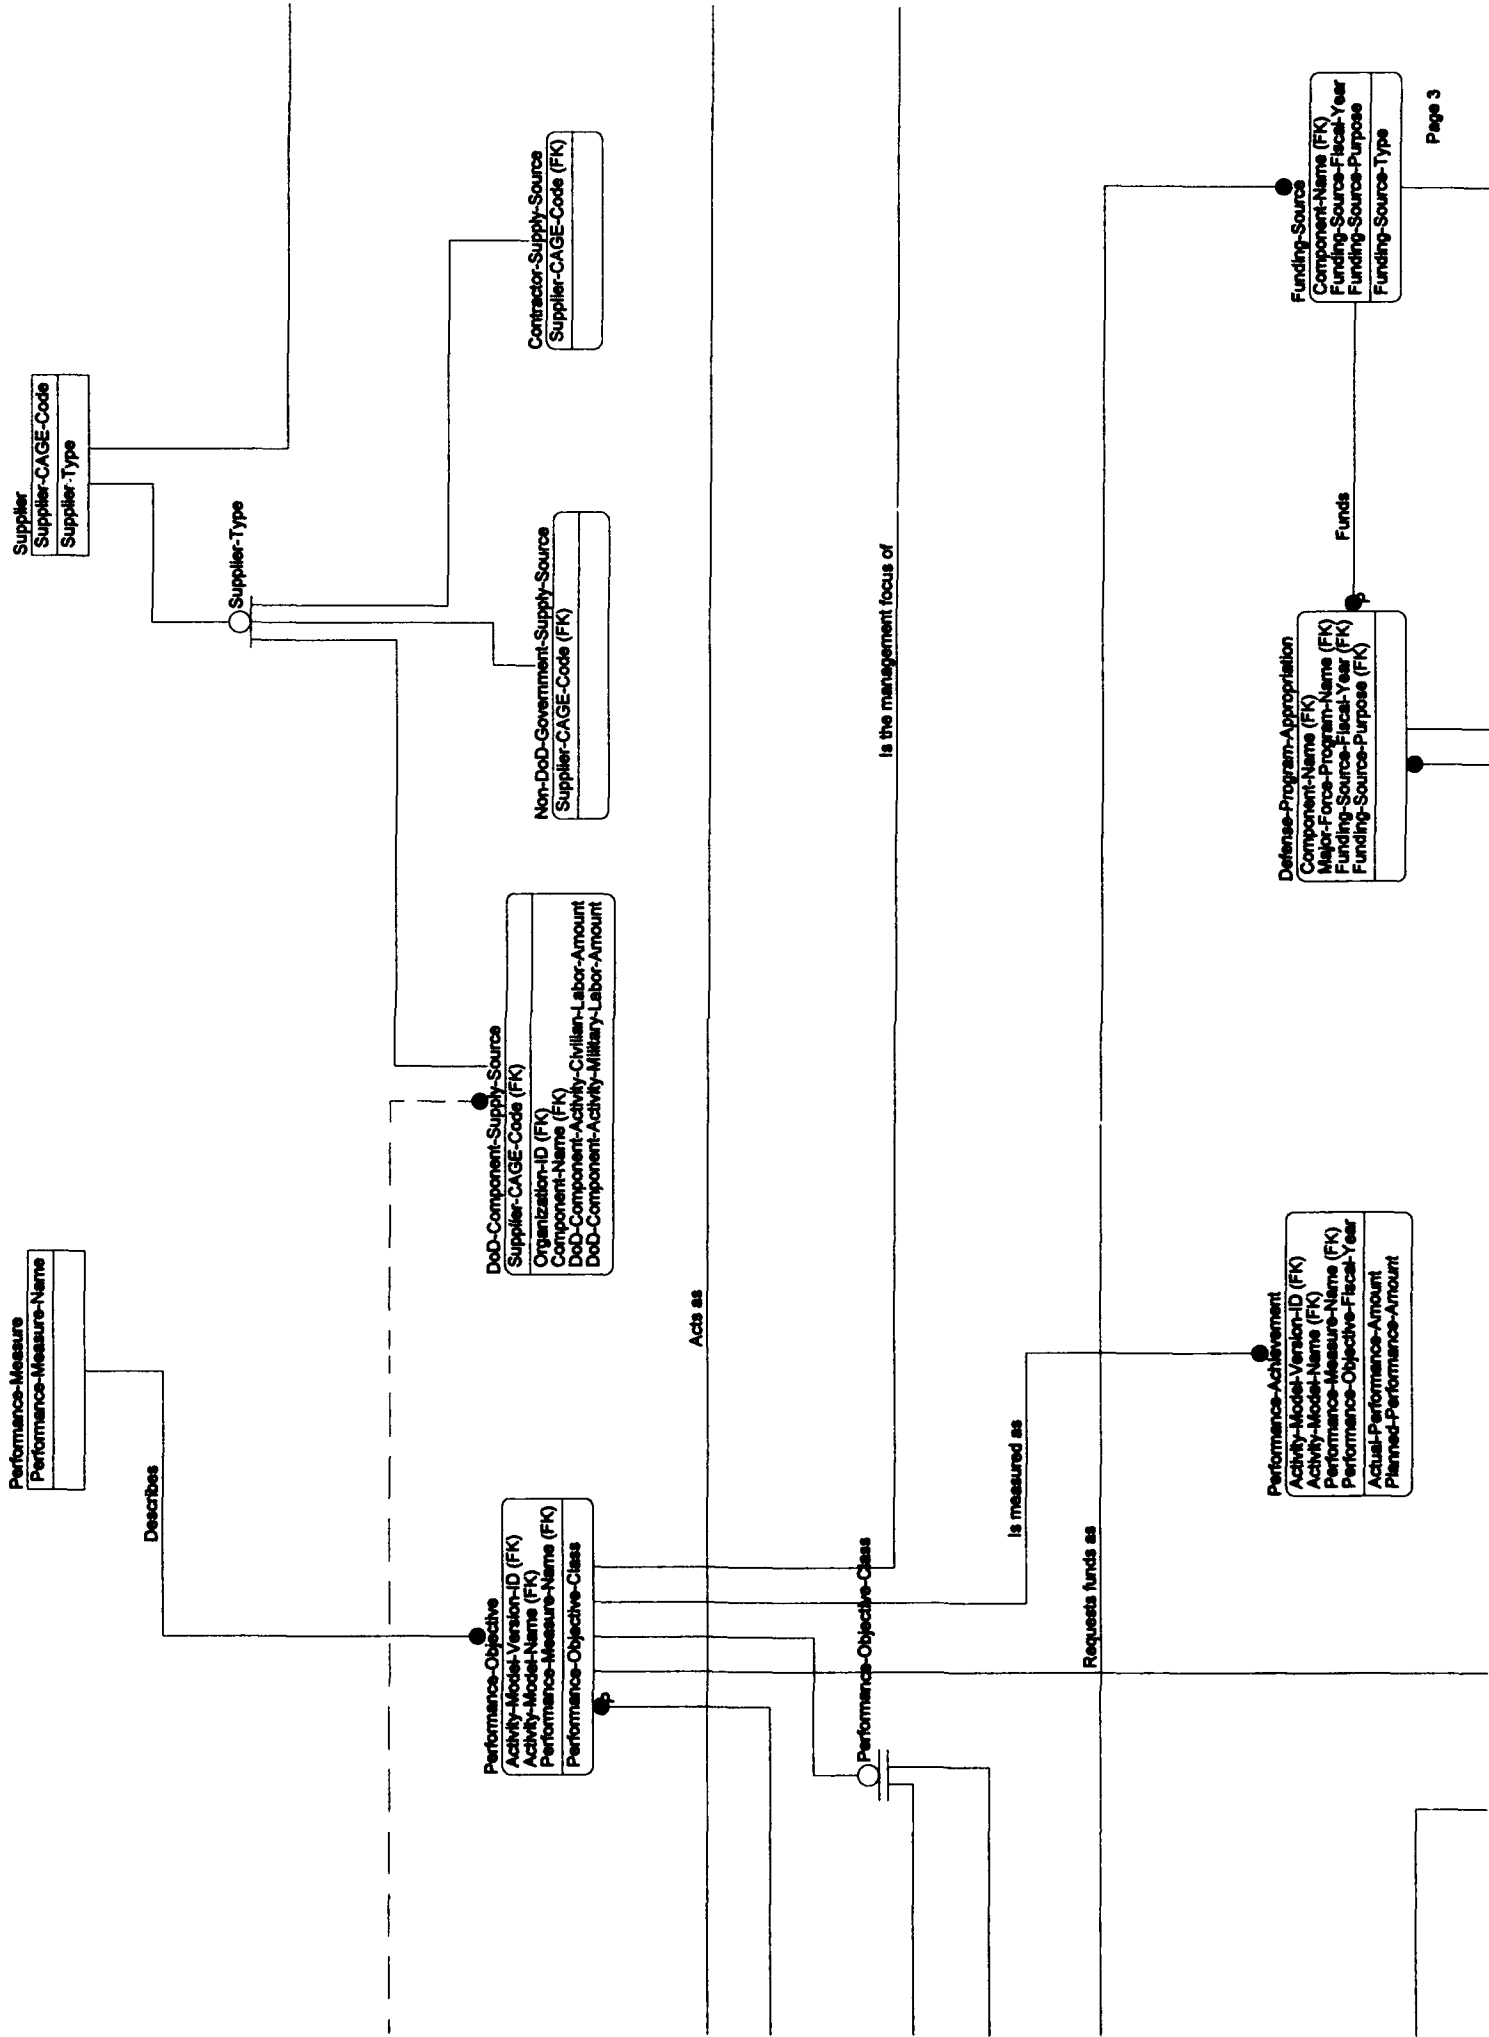 Performance-Measure
Performance-Measure-Name
Supplier
Supplier-CAGE-Code
Supplier-Type
Describes
Supplier-Type
Performance-Objective
Activity-Model-Version-ID (FK)
Activity-Model-Name (FK)
Performance-Measure-Name (FK)
Performance-Objective-Class
P
DoD-Component-Supply-Source
Supplier-CAGE-Code (FK)
Organization-ID (FK)
Component-Name (FK)
DoD-Component-Activity-Civilian-Labor-Amount
DoD-Component-Activity-Military-Labor-Amount
Non-DoD-Government-Supply-Source
Supplier-CAGE-Code (FK)
Contractor-Supply-Source
Supplier-CAGE-Code (FK)
Acts as
Performance-Objective-Class
Is the management focus of
Is measured as
Requests funds as
Performance-Achievement
Activity-Model-Version-ID (FK)
Activity-Model-Name (FK)
Performance-Measure-Name (FK)
Performance-Objective-Fiscal-Year
Actual-Performance-Amount
Planned-Performance-Amount
Defense-Program-Appropriation
Component-Name (FK)
Major-Force-Program-Name (FK)
Funding-Source-Fiscal-Year (FK)
Funding-Source-Purpose (FK)
P
Funds
Funding-Source
Component-Name (FK)
Funding-Source-Fiscal-Year
Funding-Source-Purpose
Funding-Source-Type
Page 3